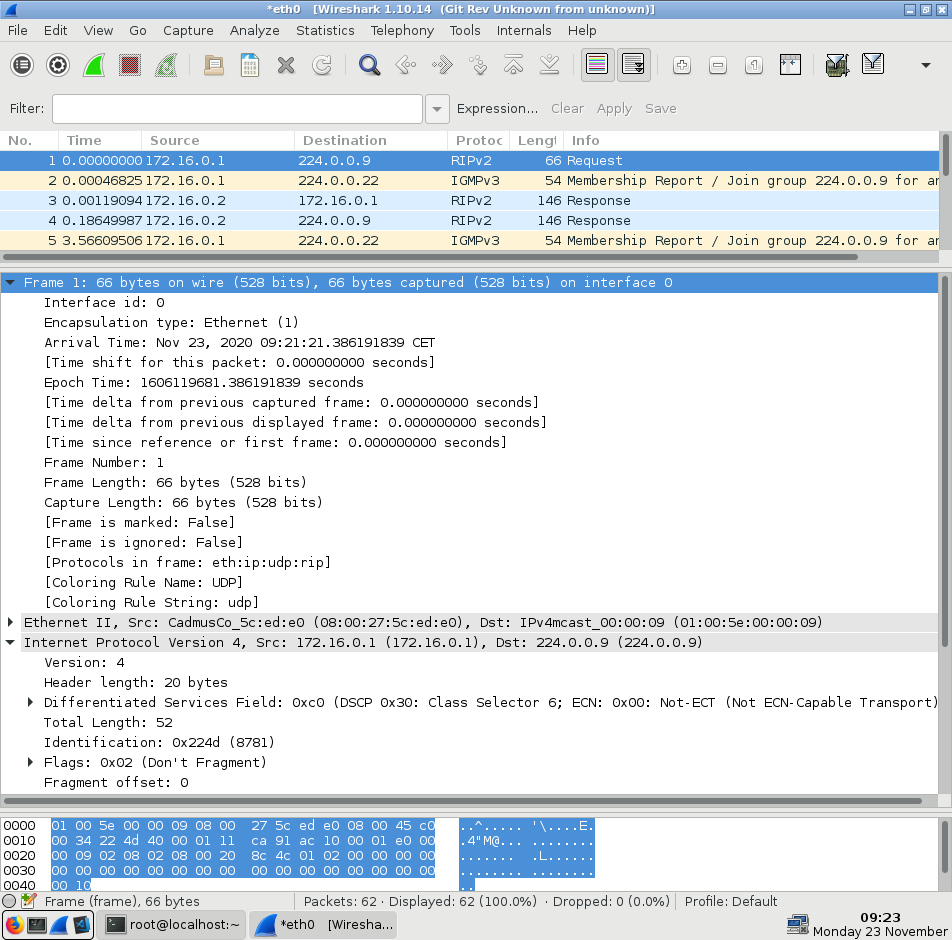 *eth0 [Wireshark 1.10.14 (Git Rev Unknown from unknown)]
File Edit View Go Capture Analyze Statistics Telephony Tools Internals Help
Filter: Expression... Clear Apply Save
No. Time Source Destination Protoc Lengt Info
1 0.00000000 172.16.0.1 224.0.0.9 RIPv2 66 Request
2 0.00046825 172.16.0.1 224.0.0.22 IGMPv3 54 Membership Report / Join group 224.0.0.9 for an
3 0.00119094 172.16.0.2 172.16.0.1 RIPv2 146 Response
4 0.18649987 172.16.0.2 224.0.0.9 RIPv2 146 Response
5 3.56609506 172.16.0.1 224.0.0.22 IGMPv3 54 Membership Report / Join group 224.0.0.9 for an
Frame 1: 66 bytes on wire (528 bits), 66 bytes captured (528 bits) on interface 0
Interface id: 0
Encapsulation type: Ethernet (1)
Arrival Time: Nov 23, 2020 09:21:21.386191839 CET
[Time shift for this packet: 0.000000000 seconds]
Epoch Time: 1606119681.386191839 seconds
[Time delta from previous captured frame: 0.000000000 seconds]
[Time delta from previous displayed frame: 0.000000000 seconds]
[Time since reference or first frame: 0.000000000 seconds]
Frame Number: 1
Frame Length: 66 bytes (528 bits)
Capture Length: 66 bytes (528 bits)
[Frame is marked: False]
[Frame is ignored: False]
[Protocols in frame: eth:ip:udp:rip]
[Coloring Rule Name: UDP]
[Coloring Rule String: udp]
Ethernet II, Src: CadmusCo_5c:ed:e0 (08:00:27:5c:ed:e0), Dst: IPv4mcast_00:00:09 (01:00:5e:00:00:09)
Internet Protocol Version 4, Src: 172.16.0.1 (172.16.0.1), Dst: 224.0.0.9 (224.0.0.9)
Version: 4
Header length: 20 bytes
Differentiated Services Field: 0xc0 (DSCP 0x30: Class Selector 6; ECN: 0x00: Not-ECT (Not ECN-Capable Transport)
Total Length: 52
Identification: 0x224d (8781)
Flags: 0x02 (Don't Fragment)
Fragment offset: 0
0000 01 00 5e 00 00 09 08 00 27 5c ed e0 08 00 45 c0 ..^..... '\....E.
0010 00 34 22 4d 40 00 01 11 ca 91 ac 10 00 01 e0 00 .4"M@... ........
0020 00 09 02 08 02 08 00 20 8c 4c 01 02 00 00 00 00 ....... .L......
0030 00 00 00 00 00 00 00 00 00 00 00 00 00 00 00 00 ........ ........
0040 00 10 ..
Frame (frame), 66 bytes Packets: 62 · Displayed: 62 (100.0%) · Dropped: 0 (0.0%) Profile: Default
root@localhost:~ *eth0 [Wiresha... 09:23
Monday 23 November